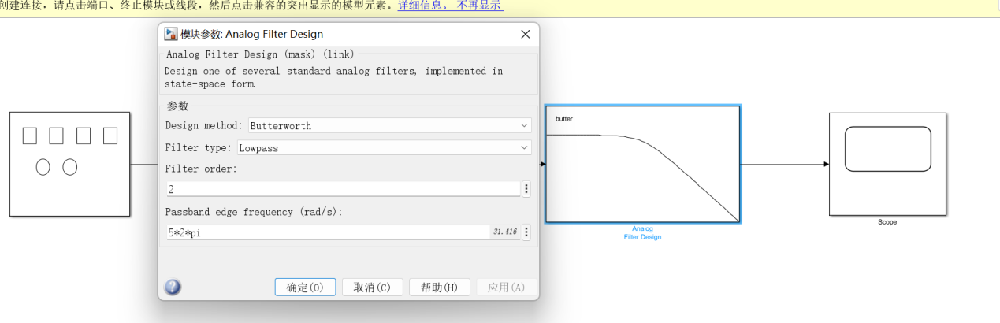 创建连接，请点击端口、终止模块或线段，然后点击兼容的突出显示的模型元素。详细信息。 不再显示
模块参数: Analog Filter Design
Analog Filter Design (mask) (link)
Design one of several standard analog filters, implemented in
state-space form.
参数
Design method: Butterworth
Filter type: Lowpass
Filter order:
2
Passband edge frequency (rad/s):
5*2*pi 31.416
确定(O) 取消(C) 帮助(H) 应用(A)
butter
Analog
Filter Design
Scope